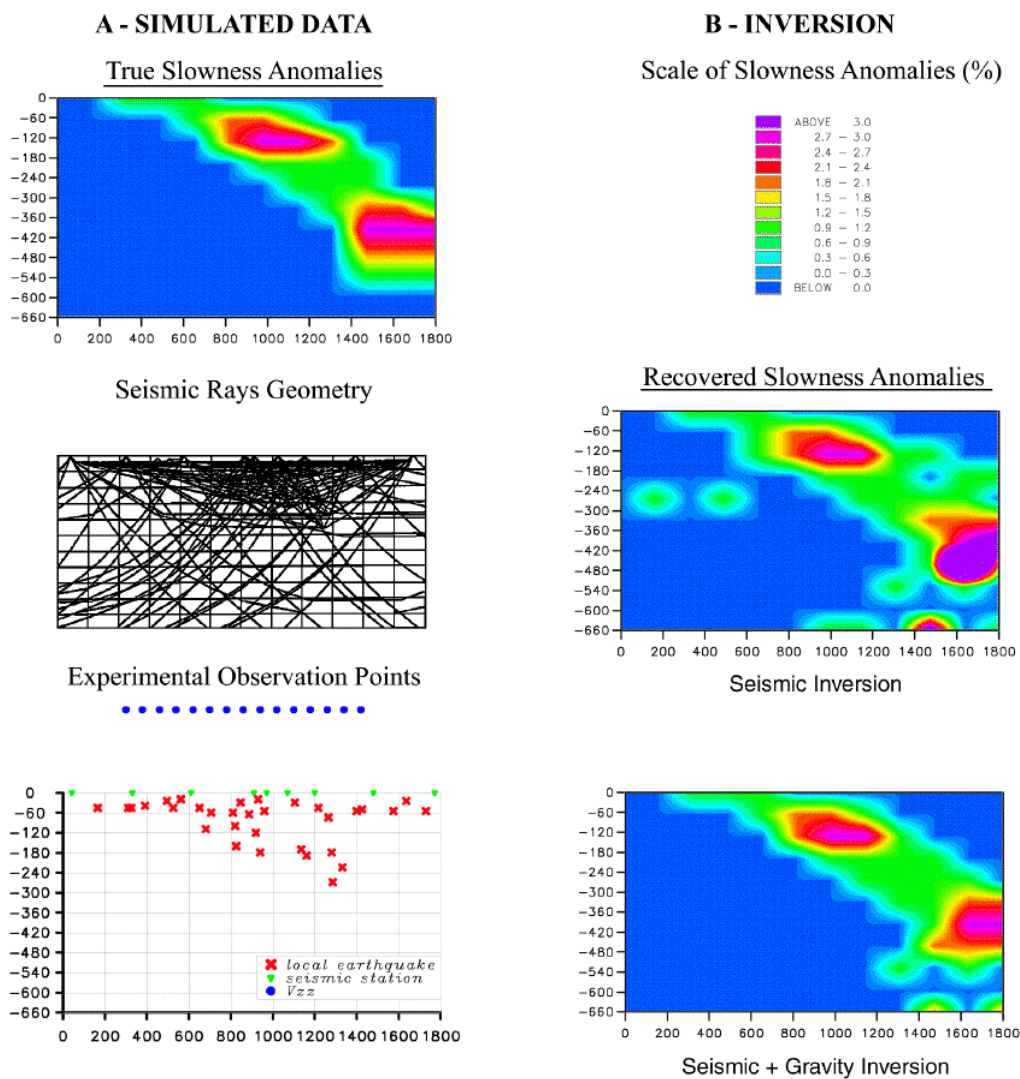 A - SIMULATED DATA
True Slowness Anomalies
0
-60
-120
-180
-240
-300
-360
-420
-480
-540
-600
-660
0 200 400 600 800 1000 1200 1400 1600 1800
Seismic Rays Geometry
Experimental Observation Points
0
-60
-120
-180
-240
-300
-360
-420
-480
-540
-600
-660
local earthquake
seismic station
Vzz
0 200 400 600 800 1000 1200 1400 1600 1800
B - INVERSION
Scale of Slowness Anomalies (%)
ABOVE 3.0
2.7 - 3.0
2.4 - 2.7
2.1 - 2.4
1.8 - 2.1
1.5 - 1.8
1.2 - 1.5
0.9 - 1.2
0.6 - 0.9
0.3 - 0.6
0.0 - 0.3
BELOW 0.0
Recovered Slowness Anomalies
0
-60
-120
-180
-240
-300
-360
-420
-480
-540
-600
-660
0 200 400 600 800 1000 1200 1400 1600 1800
Seismic Inversion
0
-60
-120
-180
-240
-300
-360
-420
-480
-540
-600
-660
0 200 400 600 800 1000 1200 1400 1600 1800
Seismic + Gravity Inversion